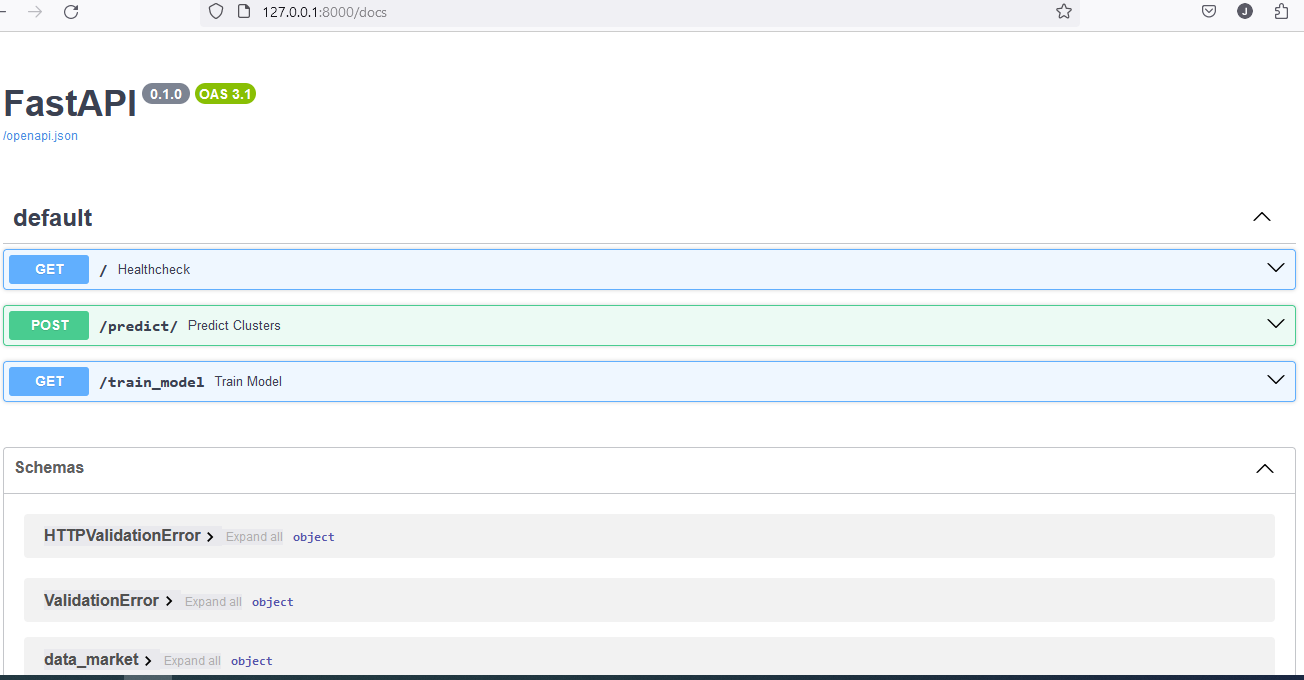 127.0.0.1:8000/docs
J
FastAPI 0.1.0 OAS 3.1
/openapi.json
default
GET / Healthcheck
POST /predict/ Predict Clusters
GET /train_model Train Model
Schemas
HTTPValidationError Expand all object
ValidationError Expand all object
data_market Expand all object